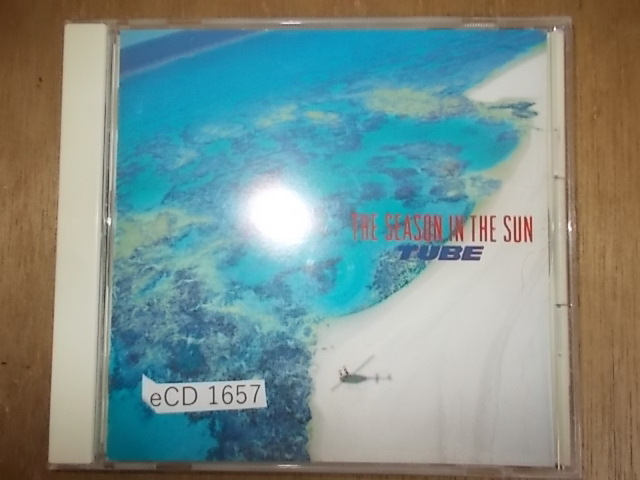 THE SEASON IN THE SUN
TUBE
eCD 1657